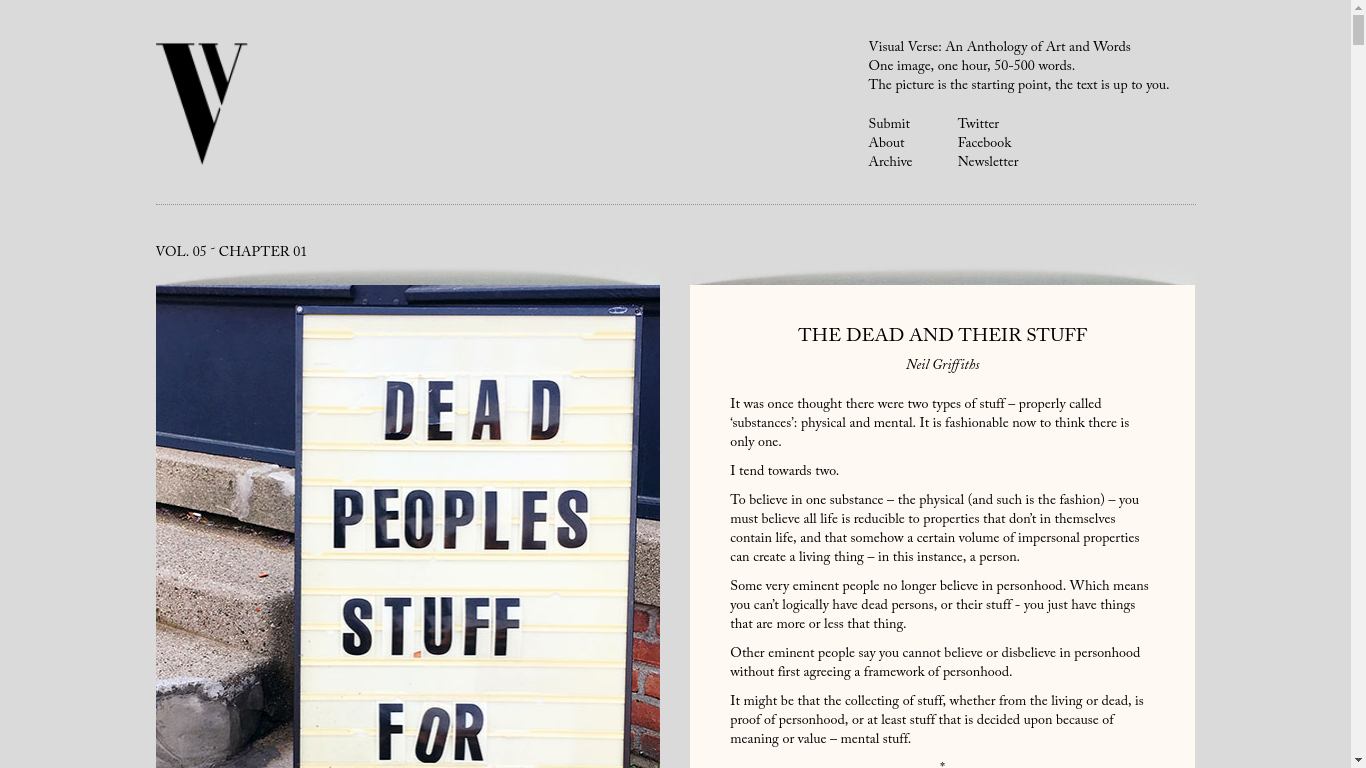 Visual Verse: An Anthology of Art and Words
One image, one hour, 50-500 words.
The picture is the starting point, the text is up to you.
Submit
About
Archive
Twitter
Facebook
Newsletter
VOL. 05 - CHAPTER 01
DEAD
PEOPLES
STUFF
FOR
THE DEAD AND THEIR STUFF
Neil Griffiths
It was once thought there were two types of stuff – properly called
‘substances’: physical and mental. It is fashionable now to think there is
only one.
I tend towards two.
To believe in one substance – the physical (and such is the fashion) – you
must believe all life is reducible to properties that don’t in themselves
contain life, and that somehow a certain volume of impersonal properties
can create a living thing – in this instance, a person.
Some very eminent people no longer believe in personhood. Which means
you can’t logically have dead persons, or their stuff - you just have things
that are more or less that thing.
Other eminent people say you cannot believe or disbelieve in personhood
without first agreeing a framework of personhood.
It might be that the collecting of stuff, whether from the living or dead, is
proof of personhood, or at least stuff that is decided upon because of
meaning or value – mental stuff.
*